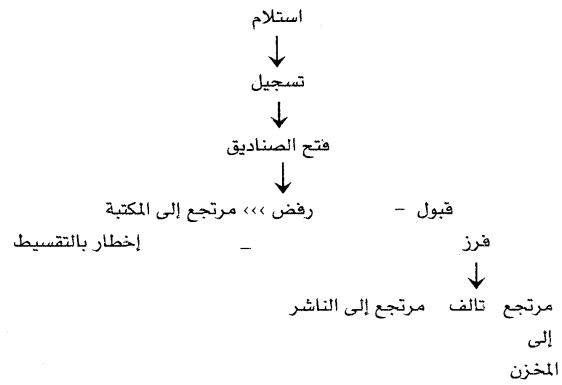 استلام
تسجيل
فتح الصناديق
قبول – رفض ‹‹‹ مرتجع إلى المكتبة
فرز – إخطار بالتقسيط
مرتجع تالف مرتجع إلى الناشر
إلى
المخزن